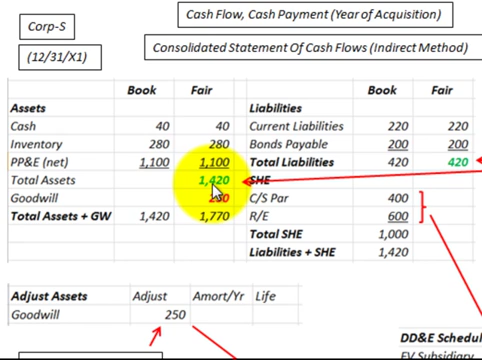 Cash Flow, Cash Payment (Year of Acquisition)
Corp-S
Consolidated Statement Of Cash Flows (Indirect Method)
(12/31/X1)
Book Fair Book Fair
Assets Liabilities
Cash 40 40 Current Liabilities 220 220
Inventory 280 280 Bonds Payable 200 200
PP&E (net) 1,100 1,100 Total Liabilities 420 420
Total Assets 1,420 SHE
Goodwill C/S Par 400
Total Assets + GW 1,420 1,770 R/E 600
Total SHE 1,000
Liabilities + SHE 1,420
Adjust Assets Adjust Amort/Yr Life
Goodwill 250
DD&E Schedul
FV Subsidiary